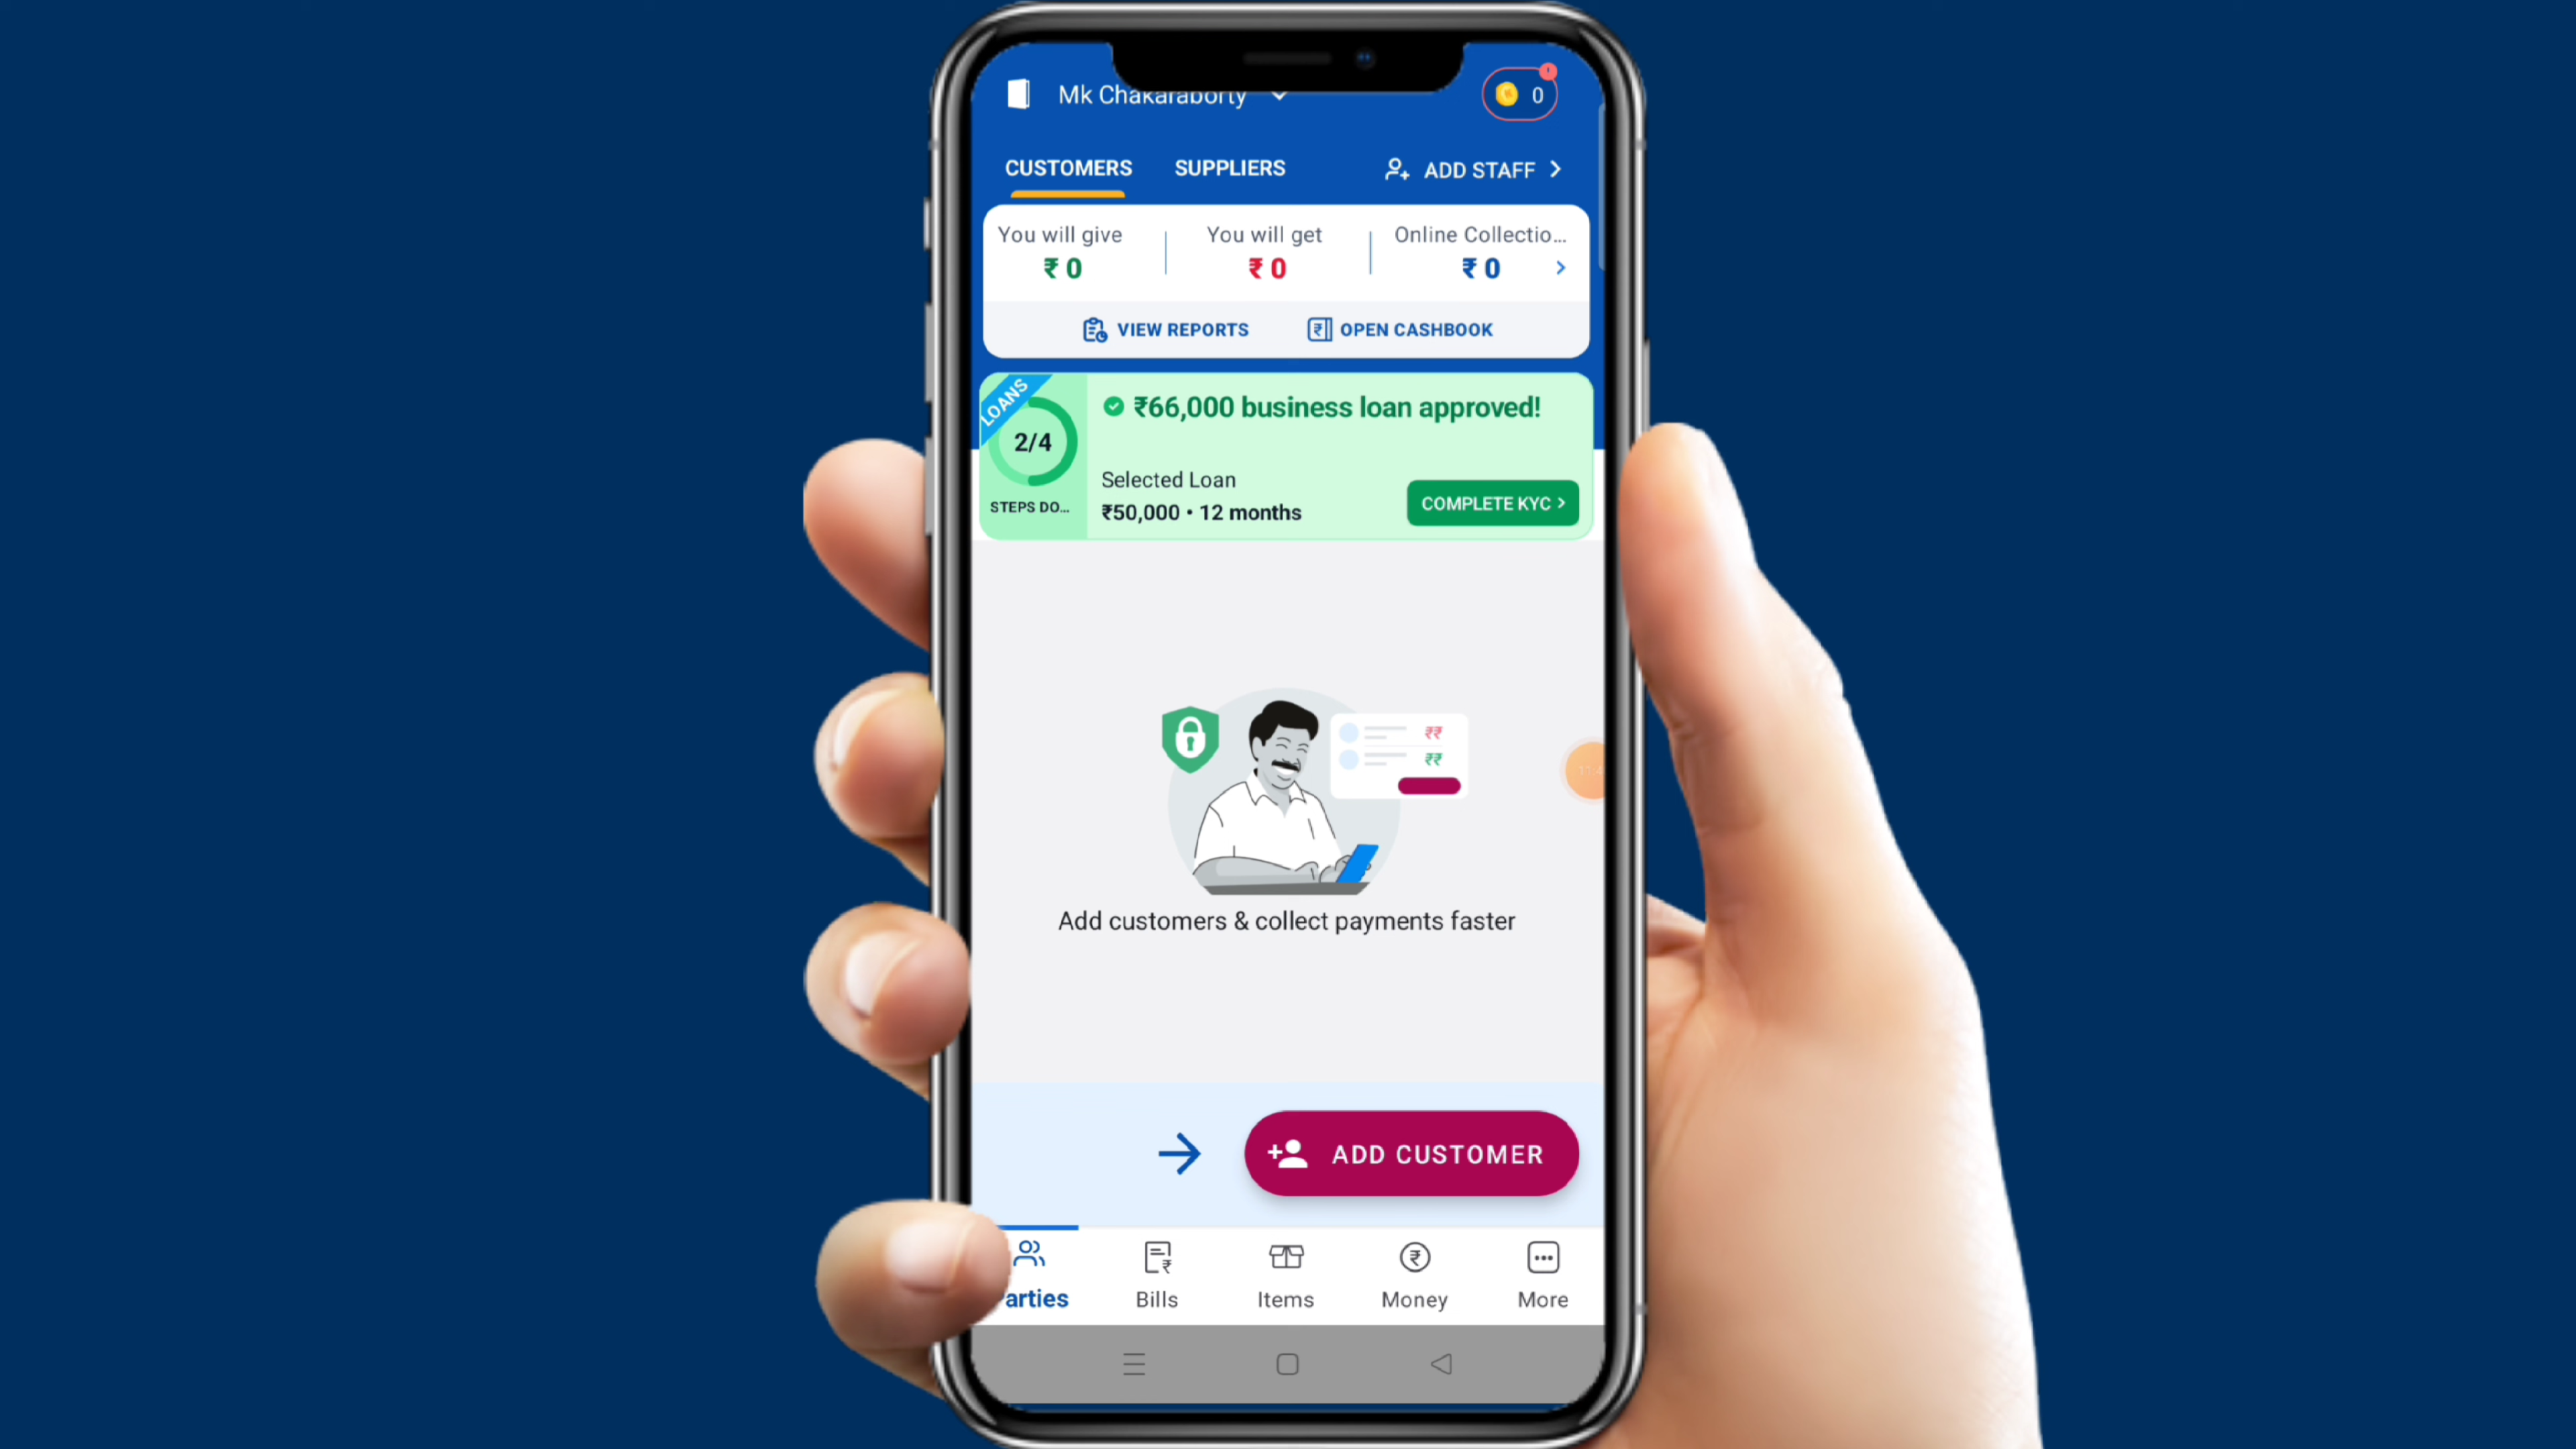 Mk Chakaraborty
0
CUSTOMERS SUPPLIERS ADD STAFF
You will give You will get Online Collectio...
₹ 0 ₹ 0 ₹ 0
VIEW REPORTS OPEN CASHBOOK
LOANS
₹66,000 business loan approved!
2/4
Selected Loan
STEPS DO... ₹50,000 • 12 months COMPLETE KYC
₹₹
₹₹
Add customers & collect payments faster
ADD CUSTOMER
arties Bills Items Money More